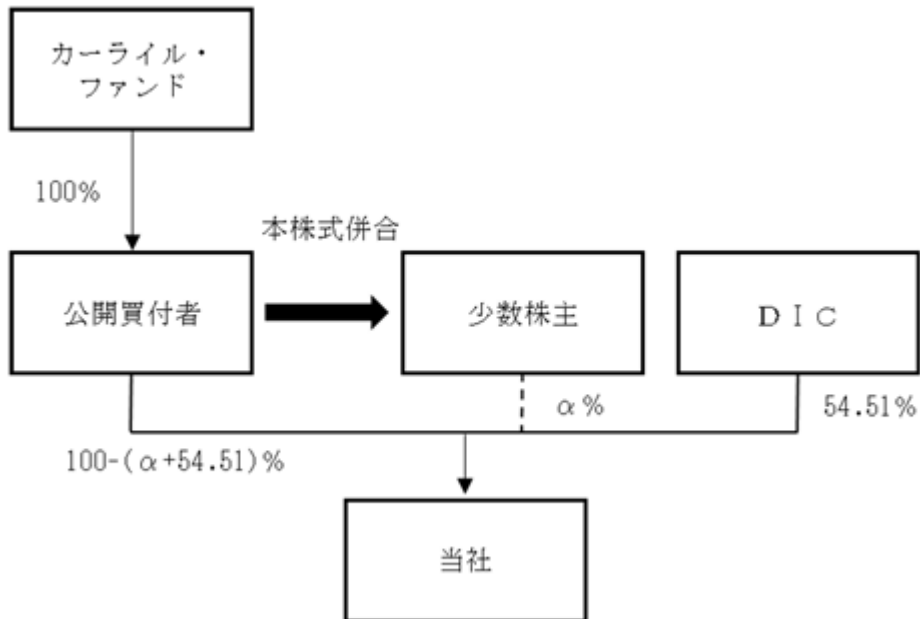 カーライル・
ファンド
100%
本株式併合
公開買付者
少数株主
ＤＩＣ
α%
54.51%
100-(α+54.51)%
当社